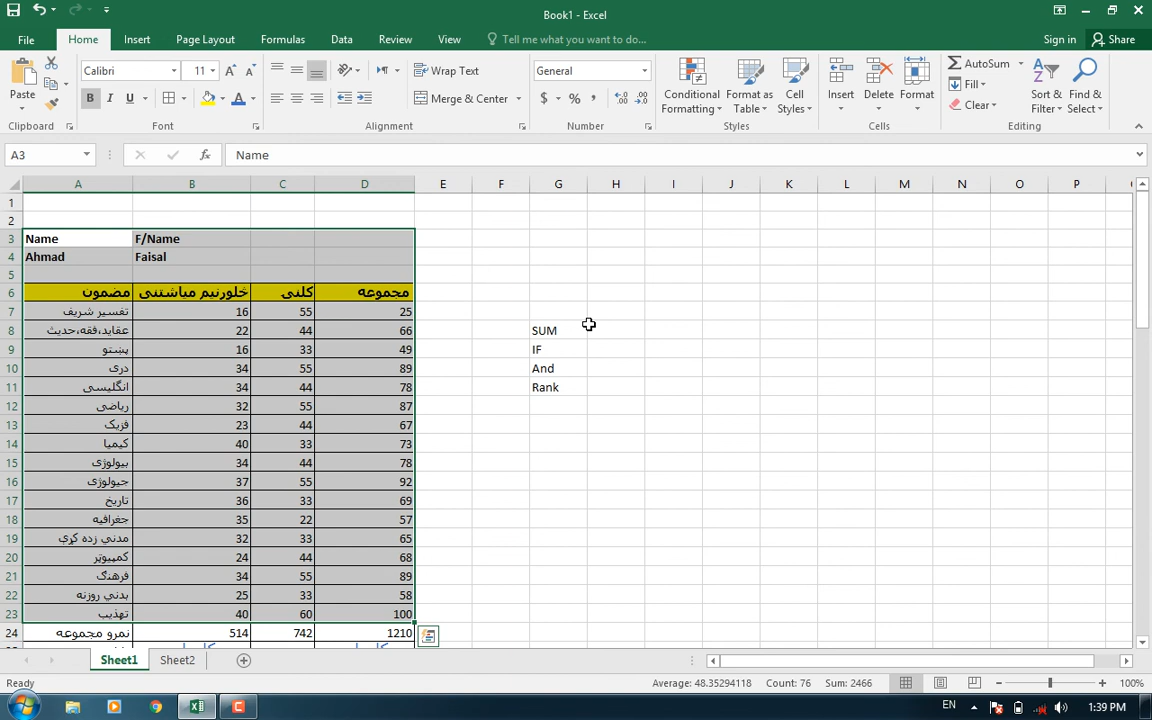 Book1 - Excel
File Home Insert Page Layout Formulas Data Review View Tell me what you want to do... Sign in Share
Paste Calibri 11 Wrap Text General Conditional Formatting Format as Table Cell Styles Insert Delete Format AutoSum Fill Clear Sort & Filter Find & Select
B I U Merge & Center $ % ,
Clipboard Font Alignment Number Styles Cells Editing
A3 fx Name
A B C D E F G H I J K L M N O P
1
2
3 Name F/Name
4 Ahmad Faisal
5
6 مضمون څلورنیم میاشتنی کلنی مجموعه
7 تفسیر شریف 16 55 25
8 عقاید،فقه،حدیث 22 44 66 SUM
9 پښتو 16 33 49 IF
10 دری 34 55 89 And
11 انگلیسی 34 44 78 Rank
12 ریاضی 32 55 87
13 فزیک 23 44 67
14 کیمیا 40 33 73
15 بیولوژی 34 44 78
16 جیولوژی 37 55 92
17 تاریخ 36 33 69
18 جغرافیه 35 22 57
19 مدني زده کړې 32 33 65
20 کمپیوټر 24 44 68
21 فرهنگ 34 55 89
22 بدني روزنه 25 33 58
23 تهذیب 40 60 100
24 نمرو مجموعه 514 742 1210
Sheet1 Sheet2
Ready Average: 48.35294118 Count: 76 Sum: 2466 100%
EN 1:39 PM